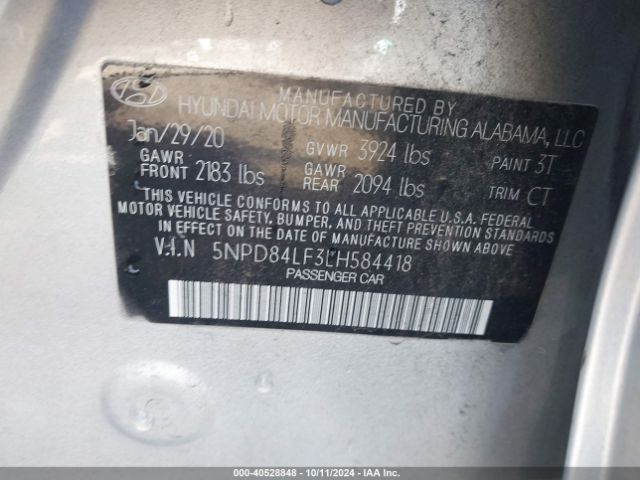 MANUFACTURED BY
HYUNDAI MOTOR MANUFACTURING ALABAMA, LLC
Jan/29/20 GVWR 3924 lbs PAINT 3T
GAWR FRONT 2183 lbs GAWR REAR 2094 lbs TRIM CT
THIS VEHICLE CONFORMS TO ALL APPLICABLE U.S.A. FEDERAL
MOTOR VEHICLE SAFETY, BUMPER, AND THEFT PREVENTION STANDARDS
IN EFFECT ON THE DATE OF MANUFACTURE SHOWN ABOVE.
V.I.N 5NPD84LF3LH584418
PASSENGER CAR
000-40528848 - 10/11/2024 - IAA Inc.